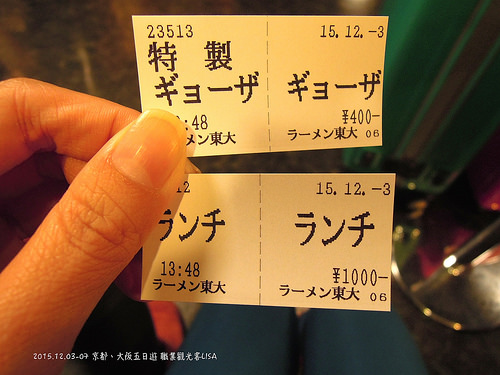 23513 15.12.-3
特製
ギョーザ ギョーザ
:48 ¥400-
メン東大 ラーメン東大 06
12 15.12.-3
ランチ ランチ
13:48 ¥1000-
ラーメン東大 ラーメン東大 06
2015.12.03-07 京都、大阪五日遊 職業觀光客LISA